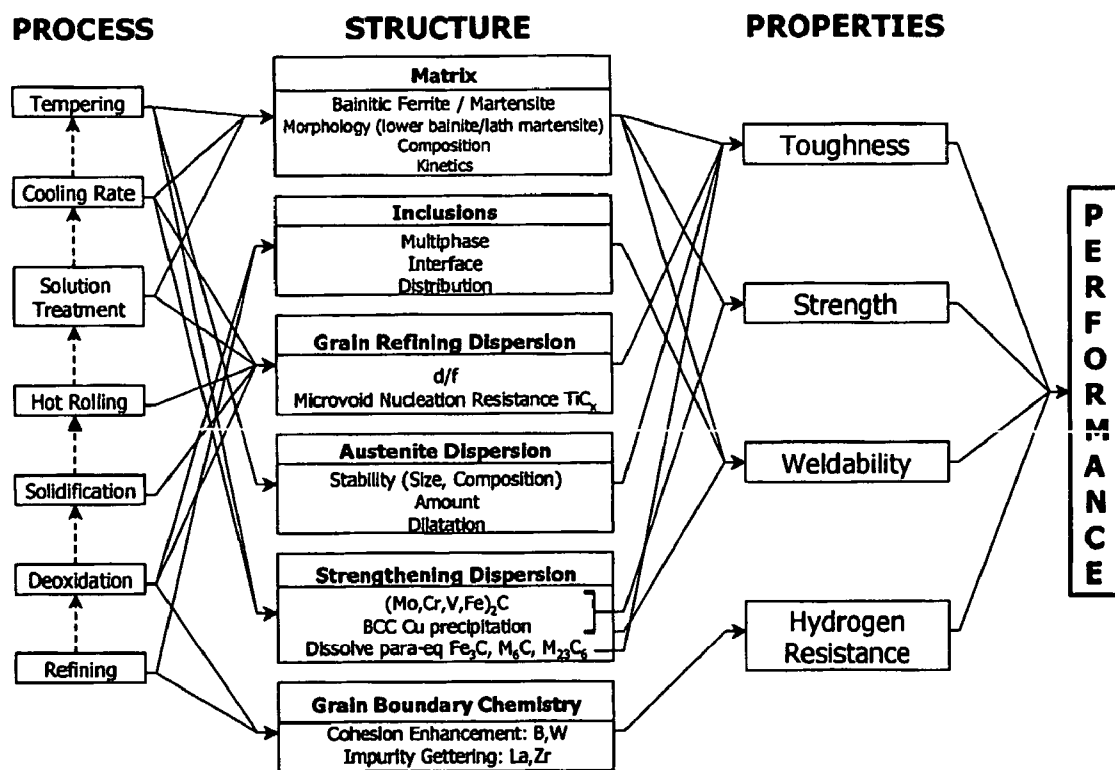 PROCESS
Tempering
Cooling Rate
Solution
Treatment
Hot Rolling
Solidification
Deoxidation
Refining
STRUCTURE
Matrix
Bainitic Ferrite / Martensite
Morphology (lower bainite/lath martensite)
Composition
Kinetics
Inclusions
Multiphase
Interface
Distribution
Grain Refining Dispersion
d/f
Microvoid Nucleation Resistance TiCₓ
Austenite Dispersion
Stability (Size, Composition)
Amount
Dilatation
Strengthening Dispersion
(Mo,Cr,V,Fe)₂C
BCC Cu precipitation
Dissolve para-eq Fe₃C, M₆C, M₂₃C₆
Grain Boundary Chemistry
Cohesion Enhancement: B,W
Impurity Gettering: La,Zr
PROPERTIES
Toughness
Strength
Weldability
Hydrogen
Resistance
PERFORMANCE